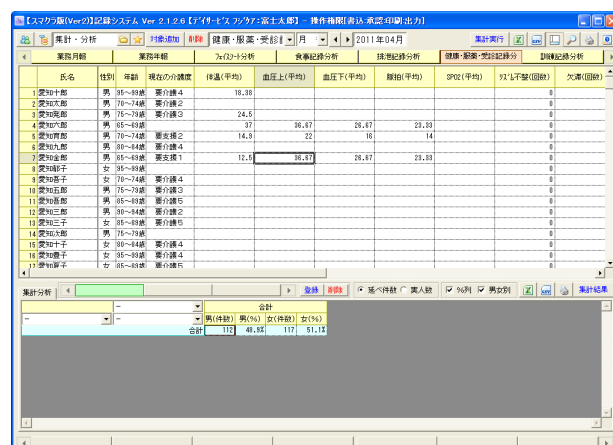 【スマクラ版(Ver2)】記録システム Ver 2.1.2.6 【デイサービス フジケア:富士太郎】 - 操作権限【書込:承認:印刷:出力】
集計・分析 対象追加 削除 健康・服薬・受診 月 2011年04月 集計実行
業務月報 業務年報 フェイスシート分析 食事記録分析 排泄記録分析 健康・服薬・受診記録分 訓練記録分析
氏名 性別 年齢 現在の介護度 体温(平均) 血圧上(平均) 血圧下(平均) 脈拍(平均) SPO2(平均) リズム不整(回数) 欠滞(回数)
1 愛知十郎 男 95〜99歳 要介護4 18.38 0
2 愛知太郎 男 70〜74歳 要介護2 0
3 男 75〜79歳 要介護3 24.5 0
4 愛知六郎 男 65〜69歳 37 36.67 26.67 23.33 0
5 愛知育郎 男 70〜74歳 要支援2 14.9 22 16 14 0
6 愛知九郎 男 80〜84歳 要介護4 0
7 愛知金郎 男 65〜69歳 要支援1 12.5 36.67 26.67 23.33 0
8 女 95〜99歳 0
9 愛知吾子 女 70〜74歳 要介護4 0
10 愛知五郎 男 75〜79歳 要介護3 0
11 愛知吾郎 男 85〜89歳 要介護5 0
12 愛知三郎 男 90〜94歳 要介護2 0
13 愛知三子 女 85〜89歳 要介護4 0
14 愛知次郎 男 75〜79歳 0
15 愛知十子 女 80〜84歳 要介護4 0
16 愛知豊子 女 95〜99歳 要介護4 0
17 愛知夏子 女 85〜89歳 要介護5 0
集計分析 登録 削除 延べ件数 実人数 %列 男女別 集計結果
− 合計
− − 男(件数) 男(%) 女(件数) 女(%)
合計 112 48.9% 117 51.1%